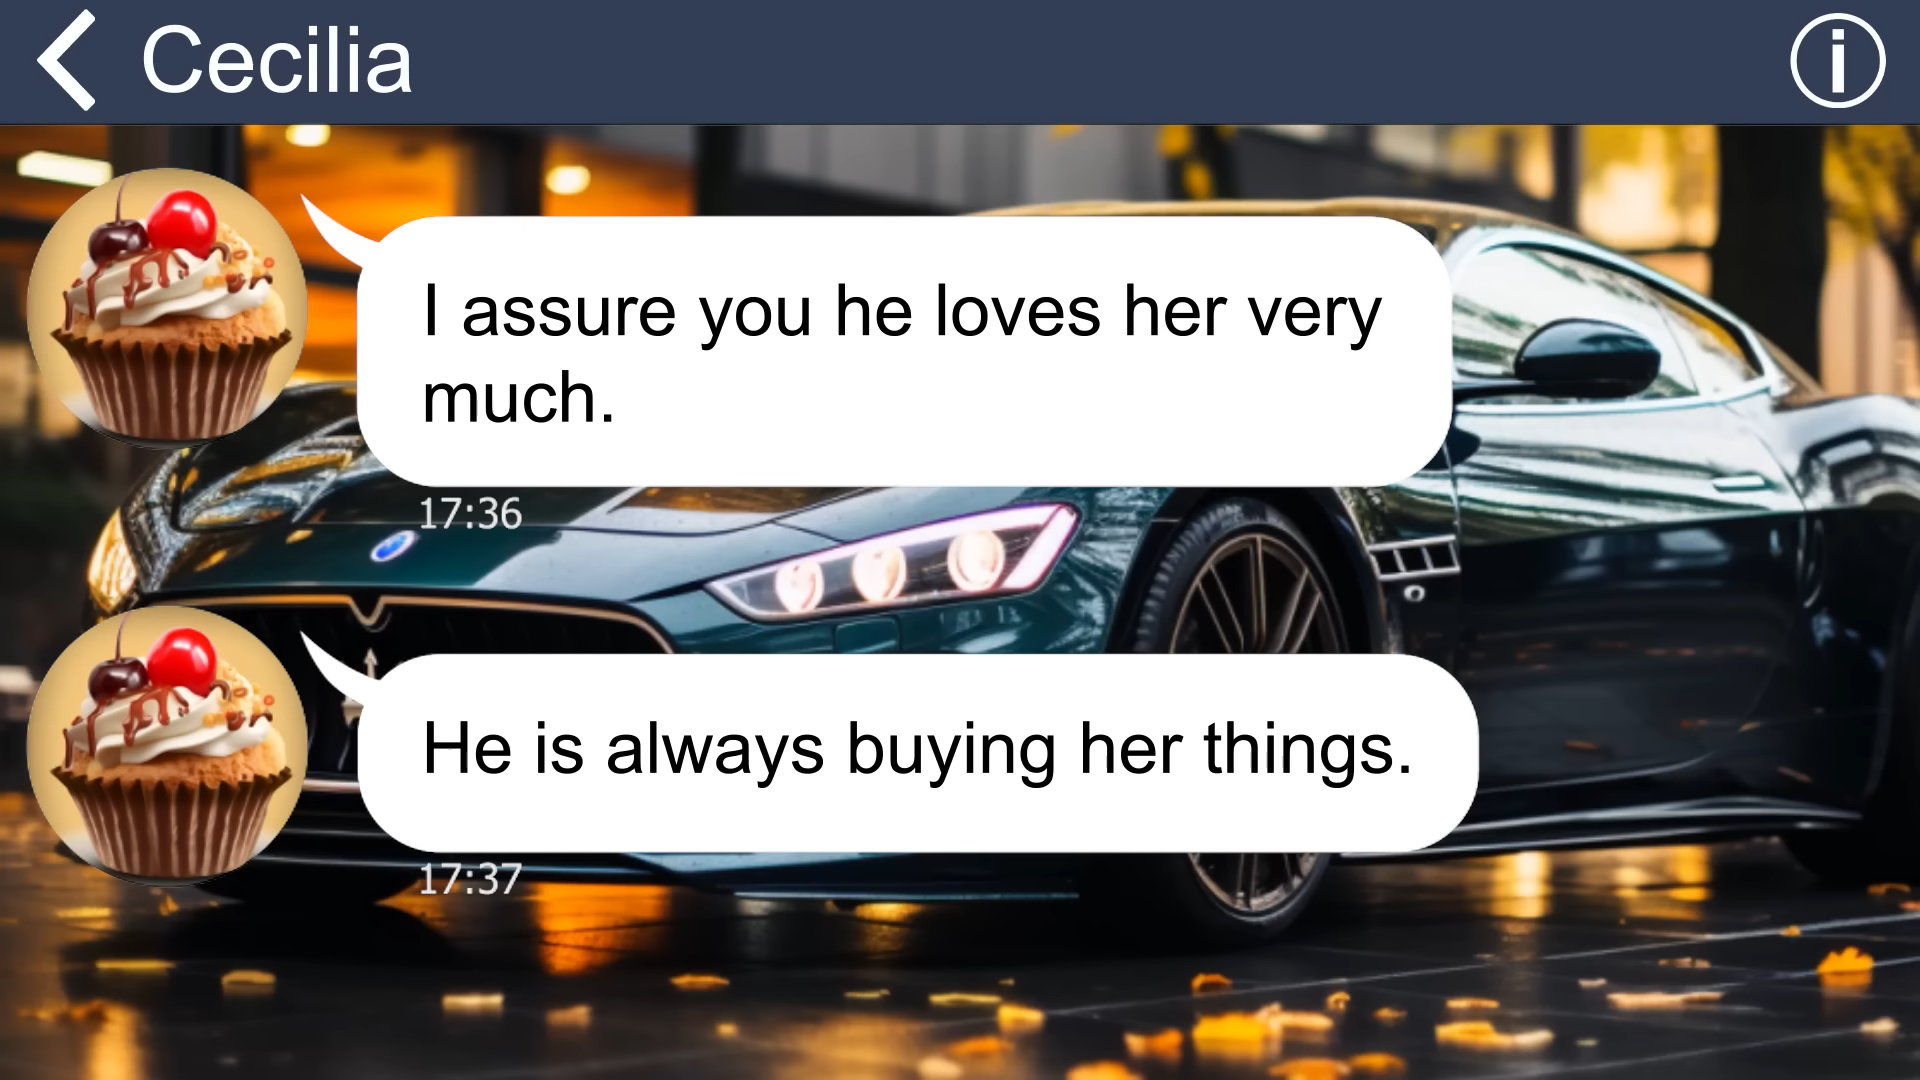 Cecilia
I assure you he loves her very
much.
17:36
He is always buying her things.
17:37